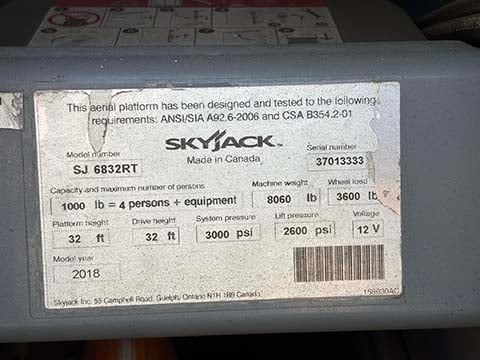 This aerial platform has been designed and tested to the following
requirements: ANSI/SIA A92.6-2006 and CSA B354.2-01
SKYJACK
Made in Canada
Model number
SJ 6832RT
Serial number
37013333
Capacity and maximum number of persons
1000 lb = 4 persons + equipment
Machine weight
8060 lb
Wheel load
3600 lb
Platform height
32 ft
Drive height
32 ft
System pressure
3000 psi
Lift pressure
2600 psi
Voltage
12 V
Model year
2018
Skyjack Inc. 55 Campbell Road, Guelph, Ontario N1H 1B9 Canada
158930AC